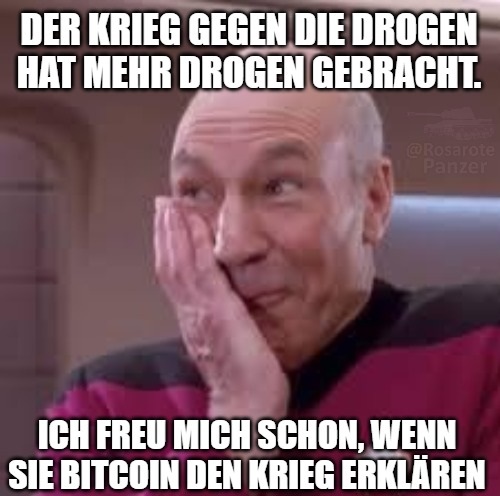 DER KRIEG GEGEN DIE DROGEN
HAT MEHR DROGEN GEBRACHT.
@Rosarote
Panzer
ICH FREU MICH SCHON, WENN
SIE BITCOIN DEN KRIEG ERKLÄREN